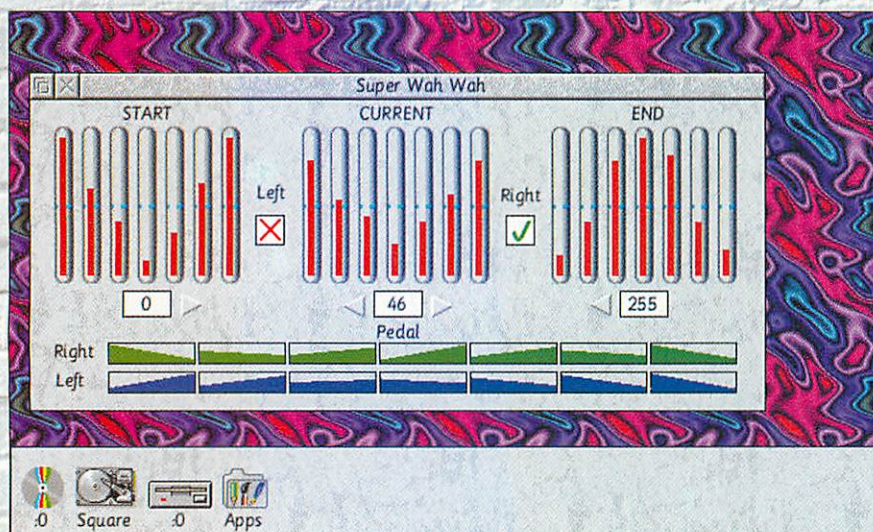 Super Wah Wah
START CURRENT END
Left Right
0 46 255
Pedal
Right
Left
:0 Square :0 Apps